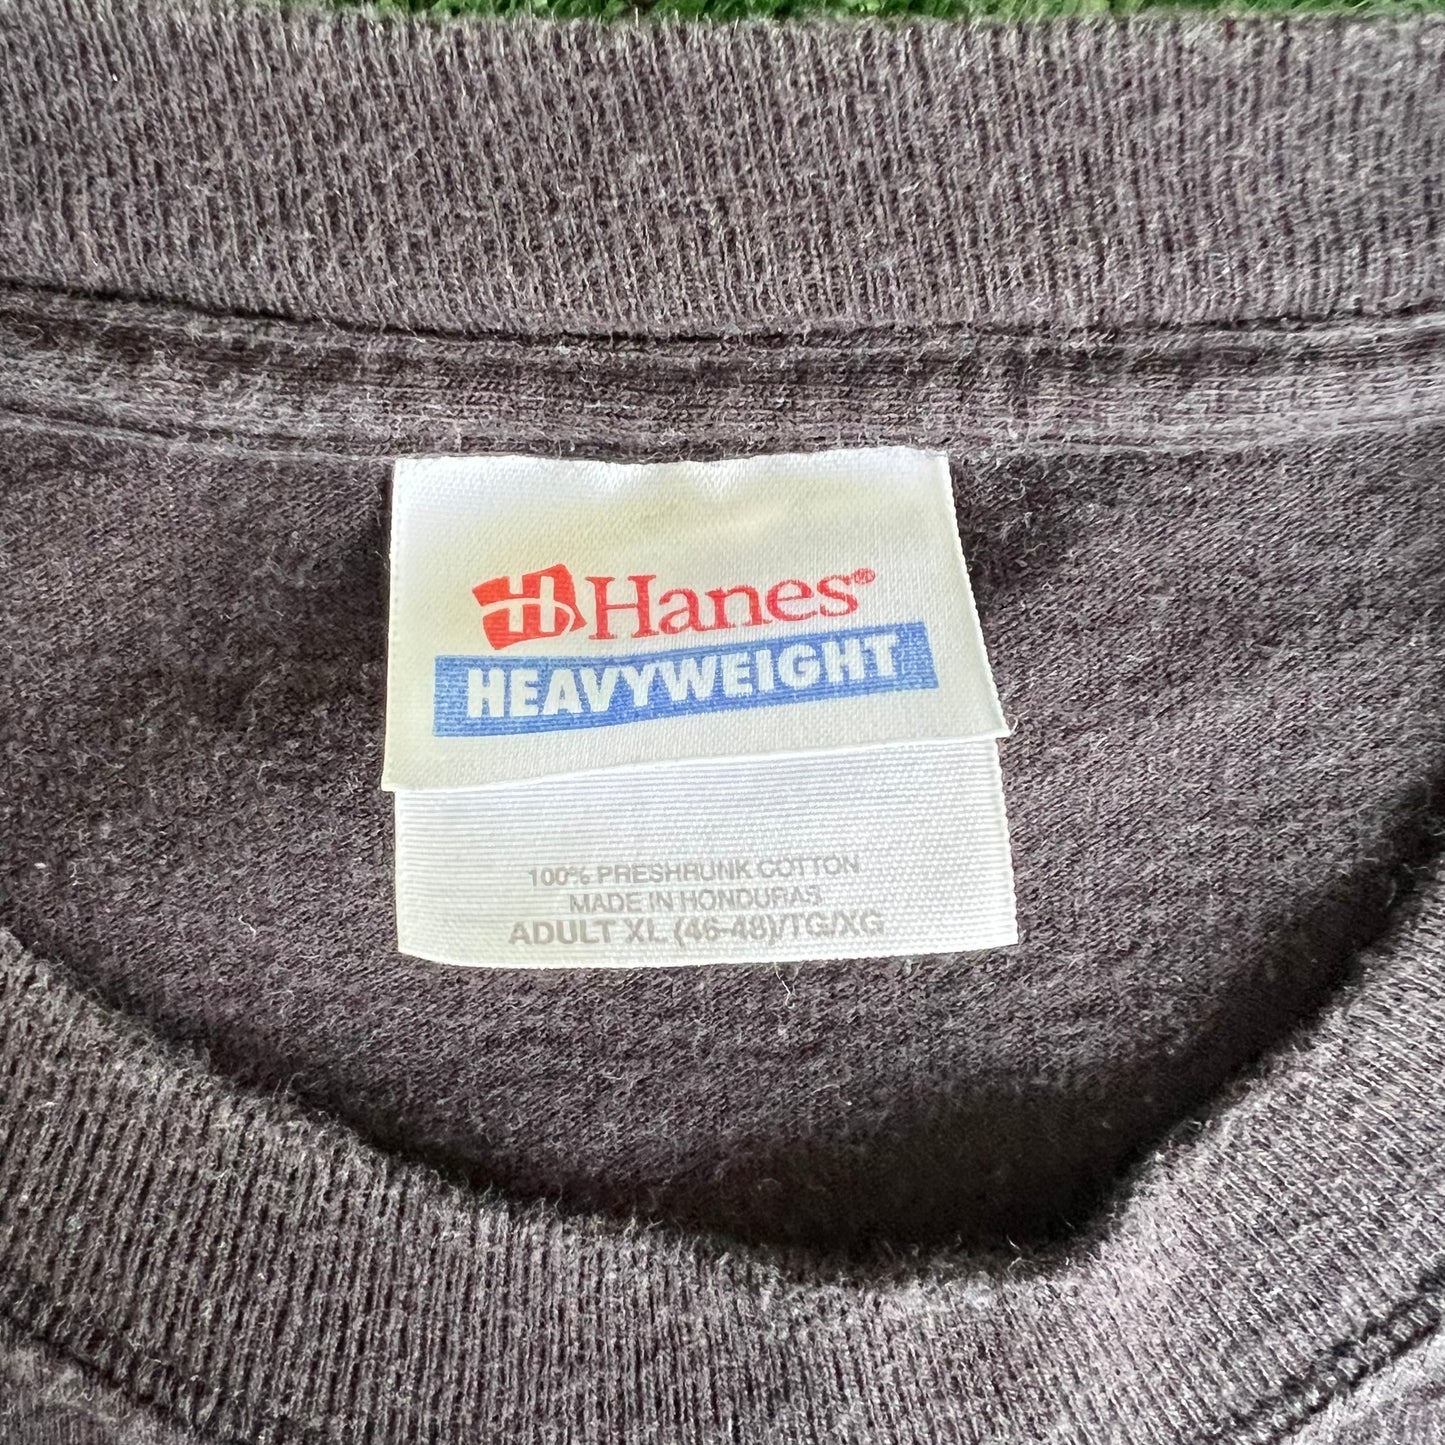 Hanes®
HEAVYWEIGHT
100% PRESHRUNK COTTON
MADE IN HONDURAS
ADULT XL (46-48)/TG/XG